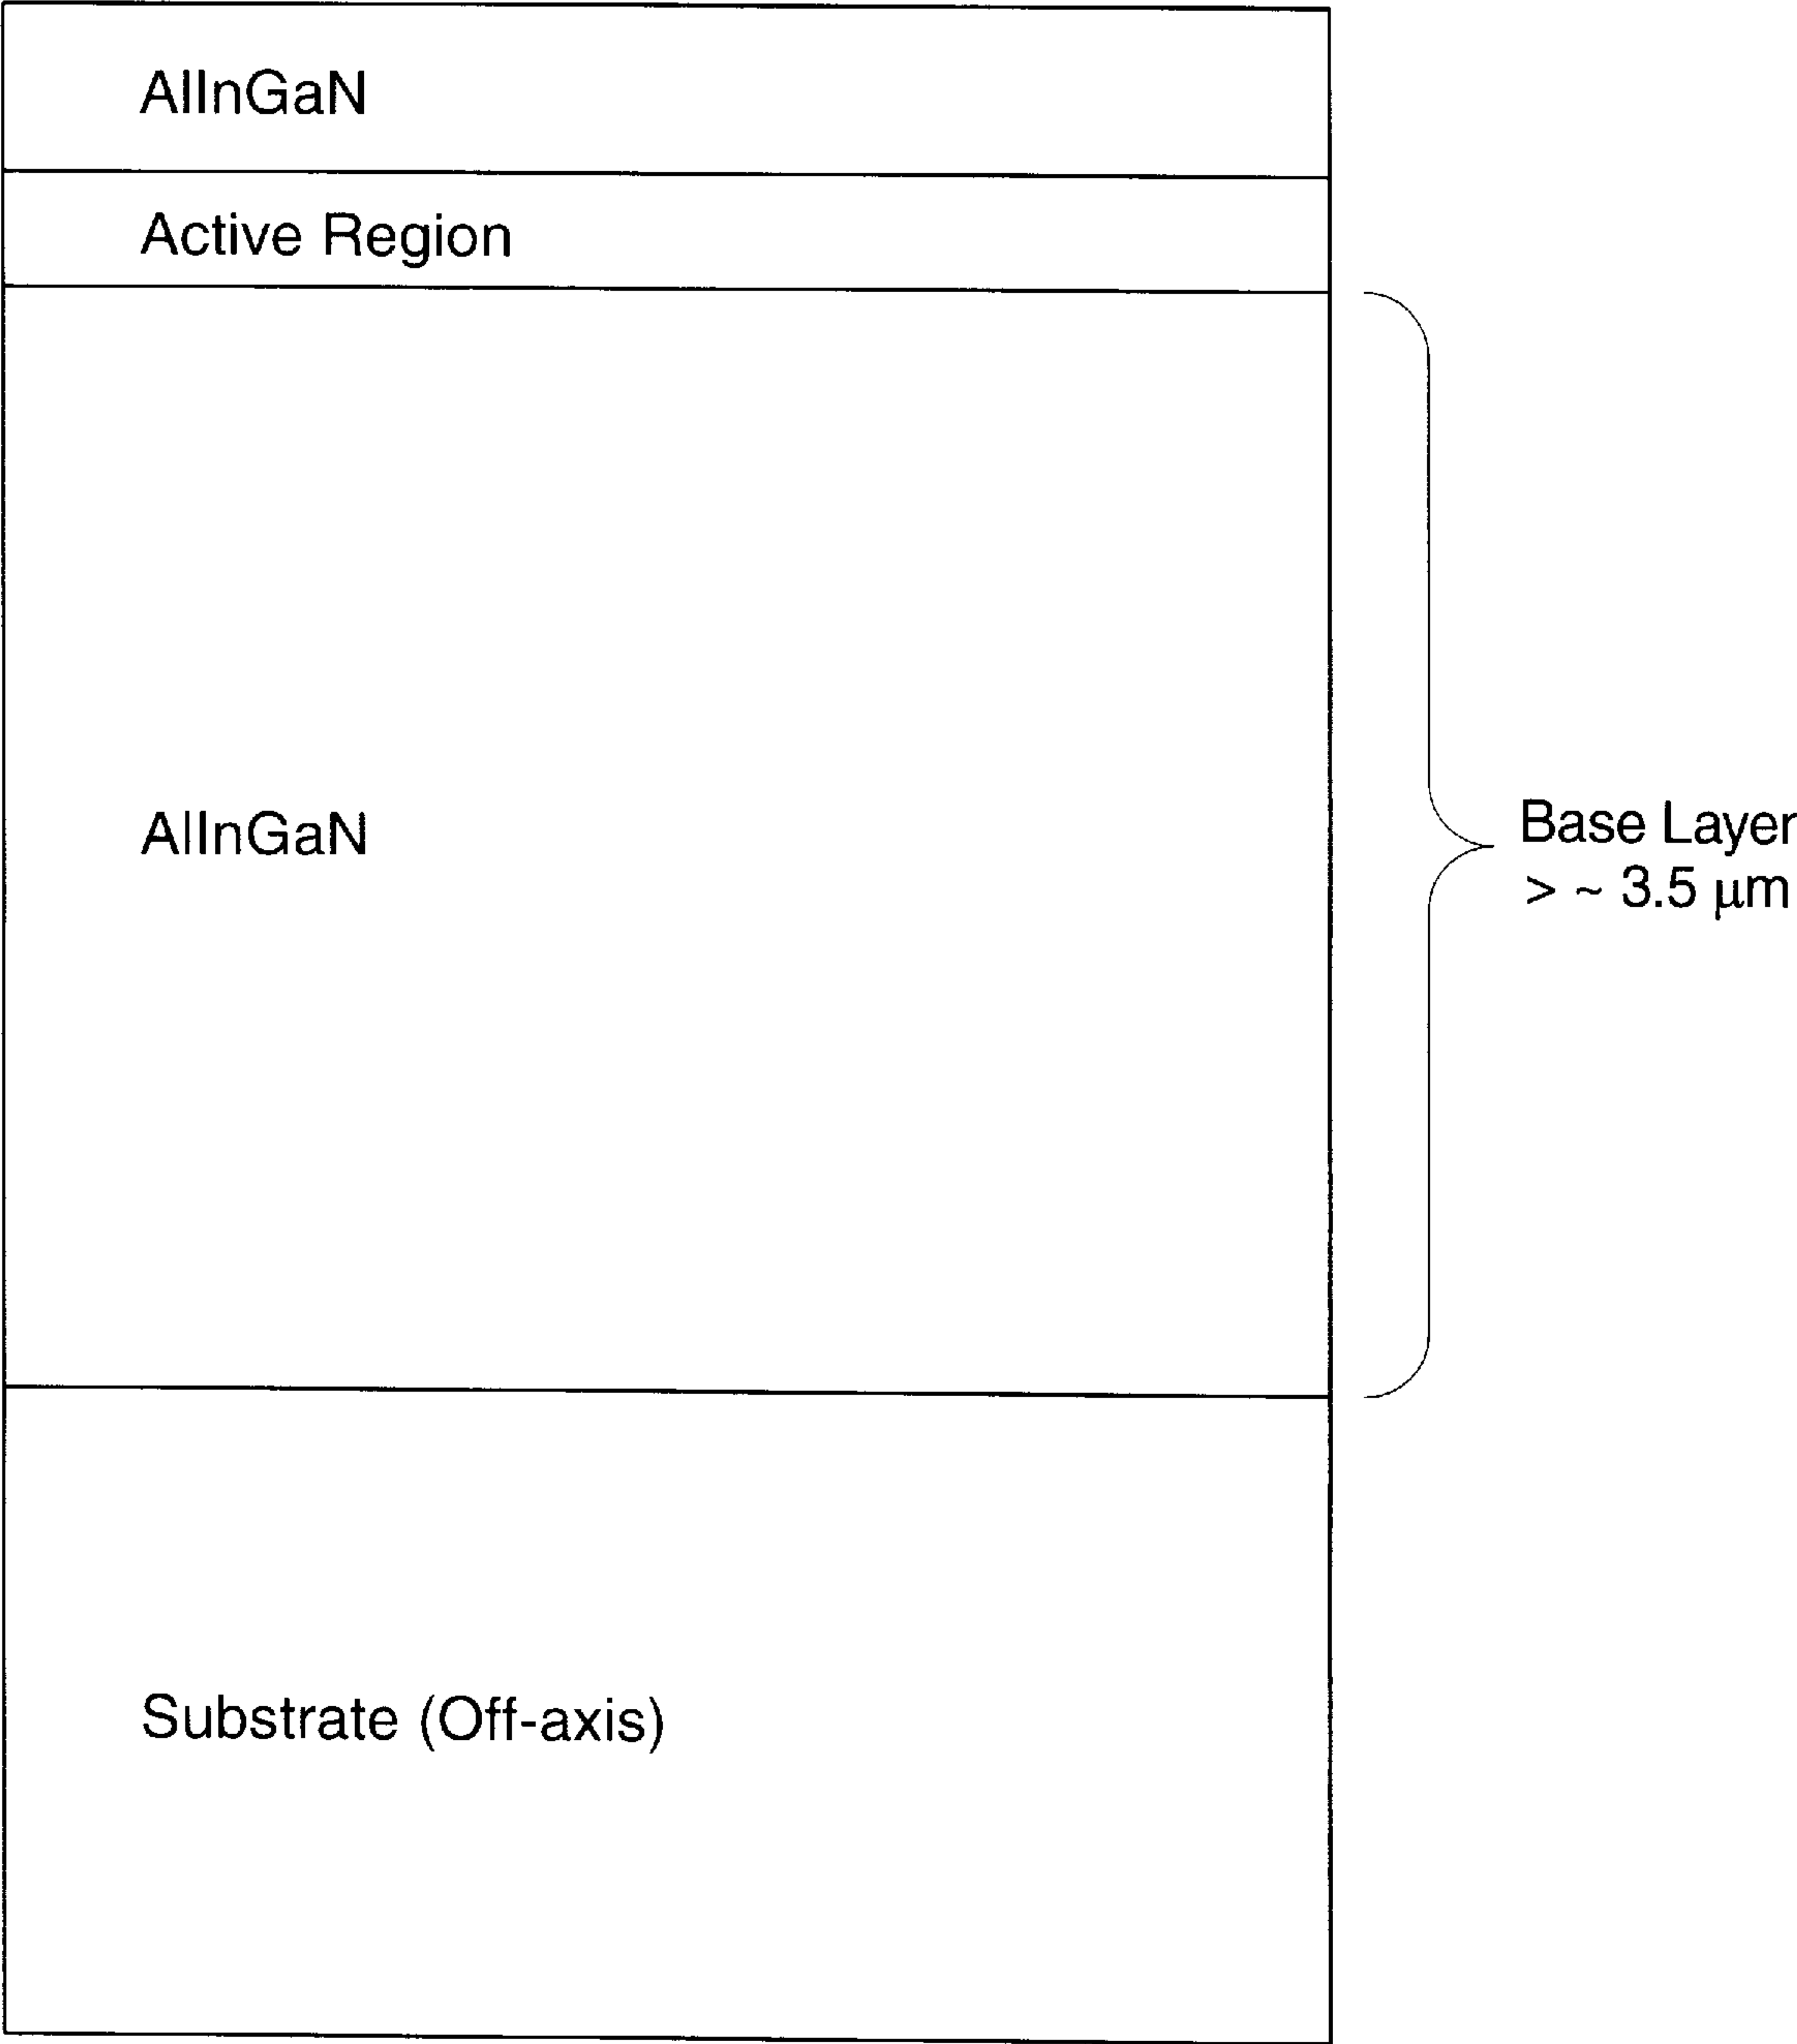 AlInGaN
Active Region
AlInGaN
Base Layer
> ~ 3.5 μm
Substrate (Off-axis)